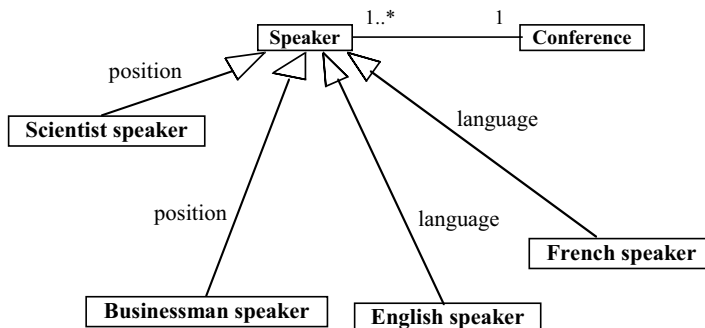 1..*
1
Speaker
Conference
position
Scientist speaker
language
position
language
French speaker
Businessman speaker
English speaker